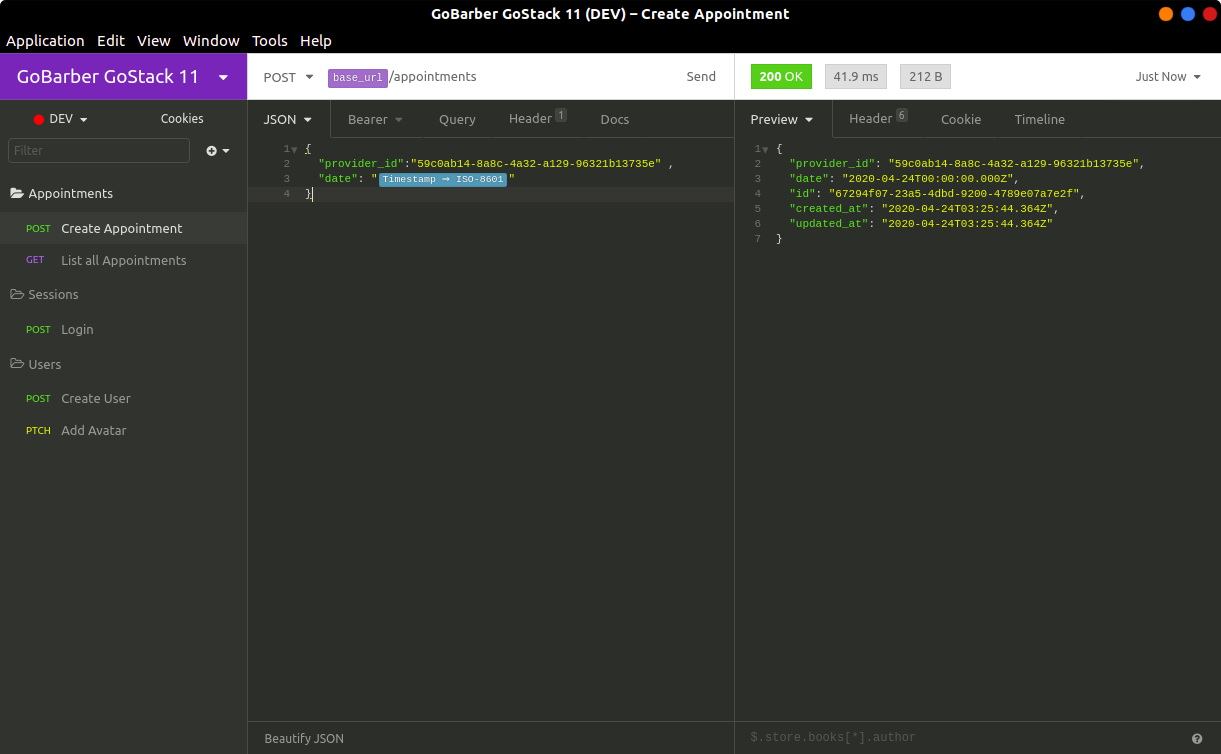 GoBarber GoStack 11 (DEV) – Create Appointment
Application Edit View Window Tools Help
GoBarber GoStack 11
POST base_url/appointments Send
200 OK 41.9 ms 212 B Just Now
DEV Cookies
Filter
Appointments
POST Create Appointment
GET List all Appointments
Sessions
POST Login
Users
POST Create User
PTCH Add Avatar
JSON Bearer Query Header 1 Docs
1 {
2 "provider_id":"59c0ab14-8a8c-4a32-a129-96321b13735e" ,
3 "date": "Timestamp ⇒ ISO-8601"
4 }
Beautify JSON
Preview Header 6 Cookie Timeline
1 {
2 "provider_id": "59c0ab14-8a8c-4a32-a129-96321b13735e",
3 "date": "2020-04-24T00:00:00.000Z",
4 "id": "67294f07-23a5-4dbd-9200-4789e07a7e2f",
5 "created_at": "2020-04-24T03:25:44.364Z",
6 "updated_at": "2020-04-24T03:25:44.364Z"
7 }
$.store.books[*].author